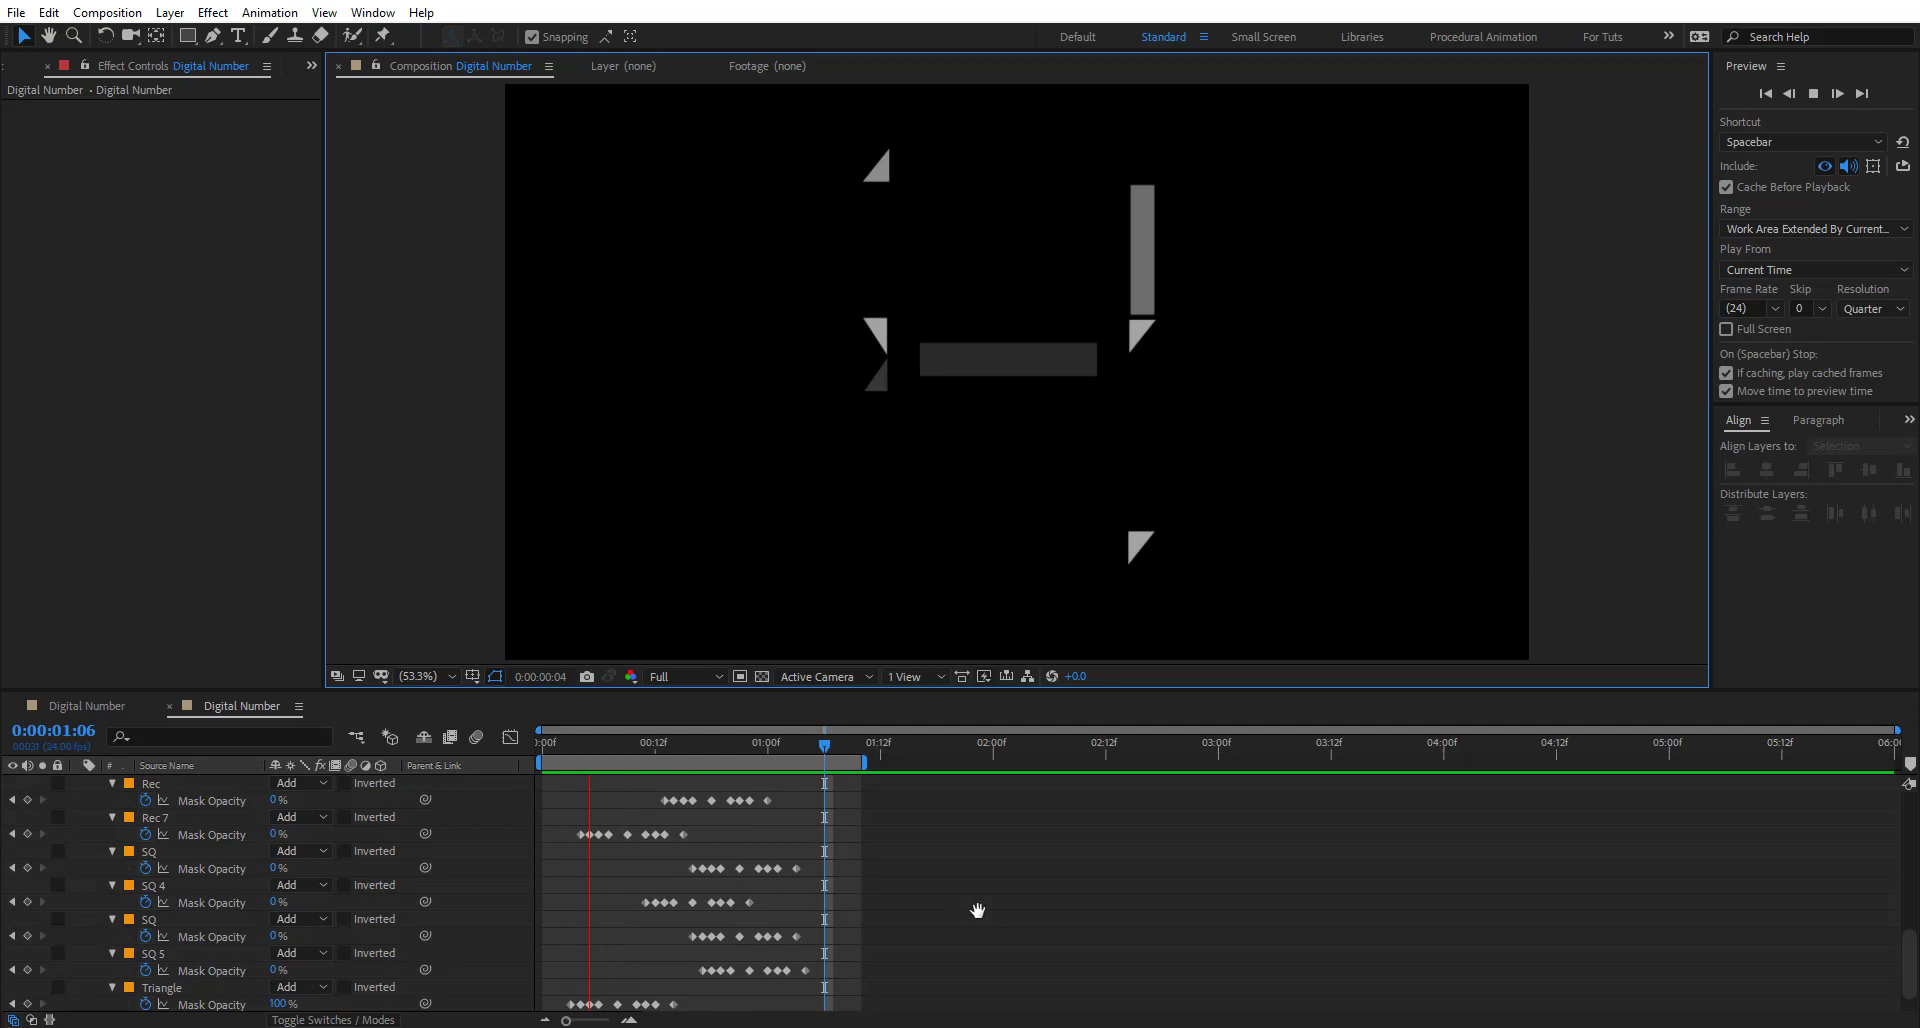 File Edit Composition Layer Effect Animation View Window Help
Snapping Default Standard Small Screen Libraries Procedural Animation For Tuts Search Help
Effect Controls Digital Number
Composition Digital Number Layer (none) Footage (none)
Preview
Digital Number • Digital Number
Shortcut
Spacebar
Include:
Cache Before Playback
Range
Work Area Extended By Current...
Play From
Current Time
Frame Rate Skip Resolution
(24) 0 Quarter
Full Screen
On (Spacebar) Stop:
If caching, play cached frames
Move time to preview time
Align Paragraph
Align Layers to: Selection
Distribute Layers:
(53.3%) 0:00:00:04 Full Active Camera 1 View +0.0
Digital Number Digital Number
0:00:01:06
00031 (24.00 fps)
):00f 00:12f 01:00f 01:12f 02:00f 02:12f 03:00f 03:12f 04:00f 04:12f 05:00f 05:12f 06:0(
# . Source Name fx Parent & Link
Rec Add Inverted
Mask Opacity 0 %
Rec 7 Add Inverted
Mask Opacity 0 %
SQ Add Inverted
Mask Opacity 0 %
SQ 4 Add Inverted
Mask Opacity 0 %
SQ Add Inverted
Mask Opacity 0 %
SQ 5 Add Inverted
Mask Opacity 0 %
Triangle Add Inverted
Mask Opacity 100 %
Toggle Switches / Modes